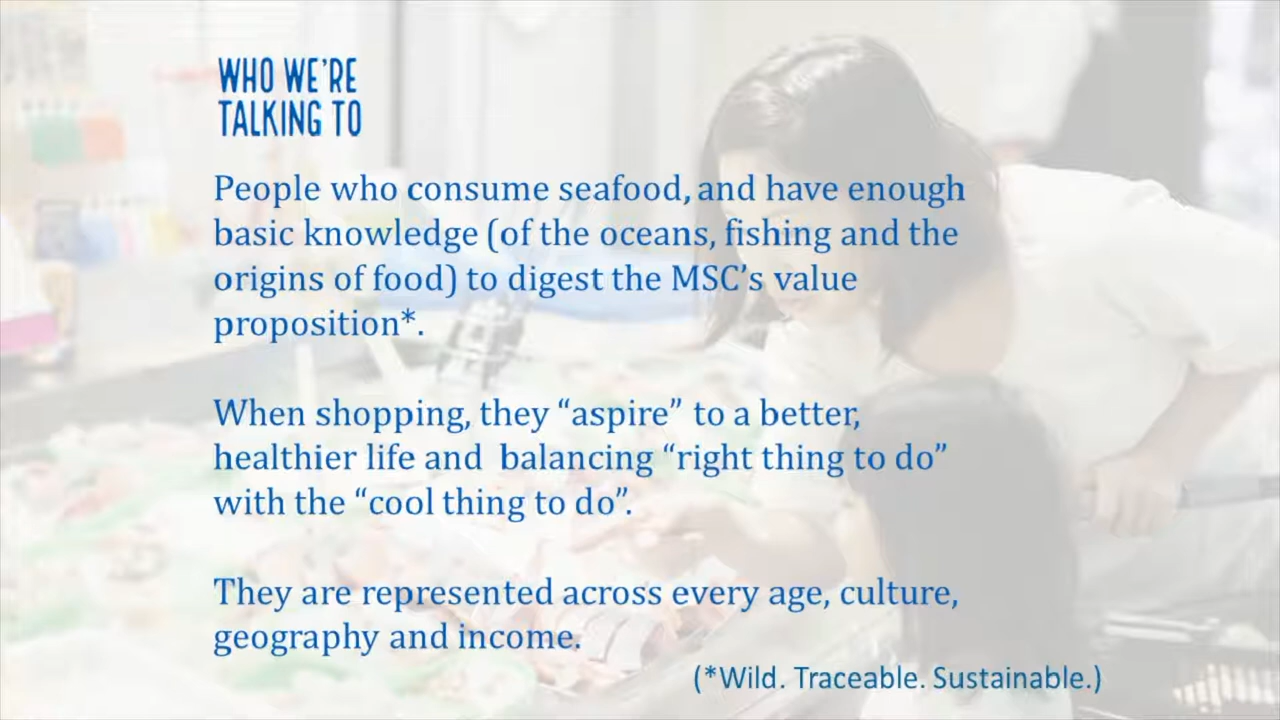 WHO WE'RE
TALKING TO
People who consume seafood, and have enough
basic knowledge (of the oceans, fishing and the
origins of food) to digest the MSC's value
proposition*.
When shopping, they “aspire” to a better,
healthier life and  balancing “right thing to do”
with the “cool thing to do”.
They are represented across every age, culture,
geography and income.
(*Wild. Traceable. Sustainable.)